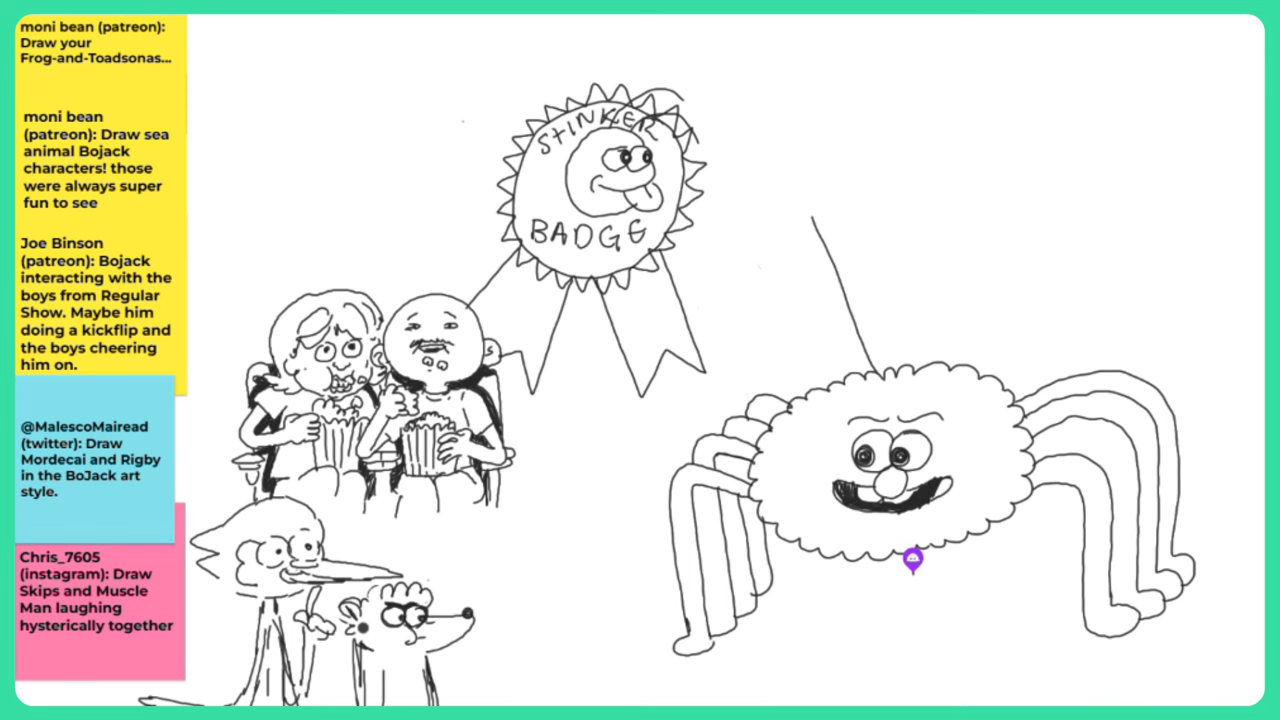 moni bean (patreon):
Draw your
Frog-and-Toadsonas...
moni bean
(patreon): Draw sea
animal Bojack
characters! those
were always super
fun to see
Joe Binson
(patreon): Bojack
interacting with the
boys from Regular
Show. Maybe him
doing a kickflip and
the boys cheering
him on.
@MalescoMairead
(twitter): Draw
Mordecai and Rigby
in the BoJack art
style.
Chris_7605
(instagram): Draw
Skips and Muscle
Man laughing
hysterically together
STINKER
BADGE